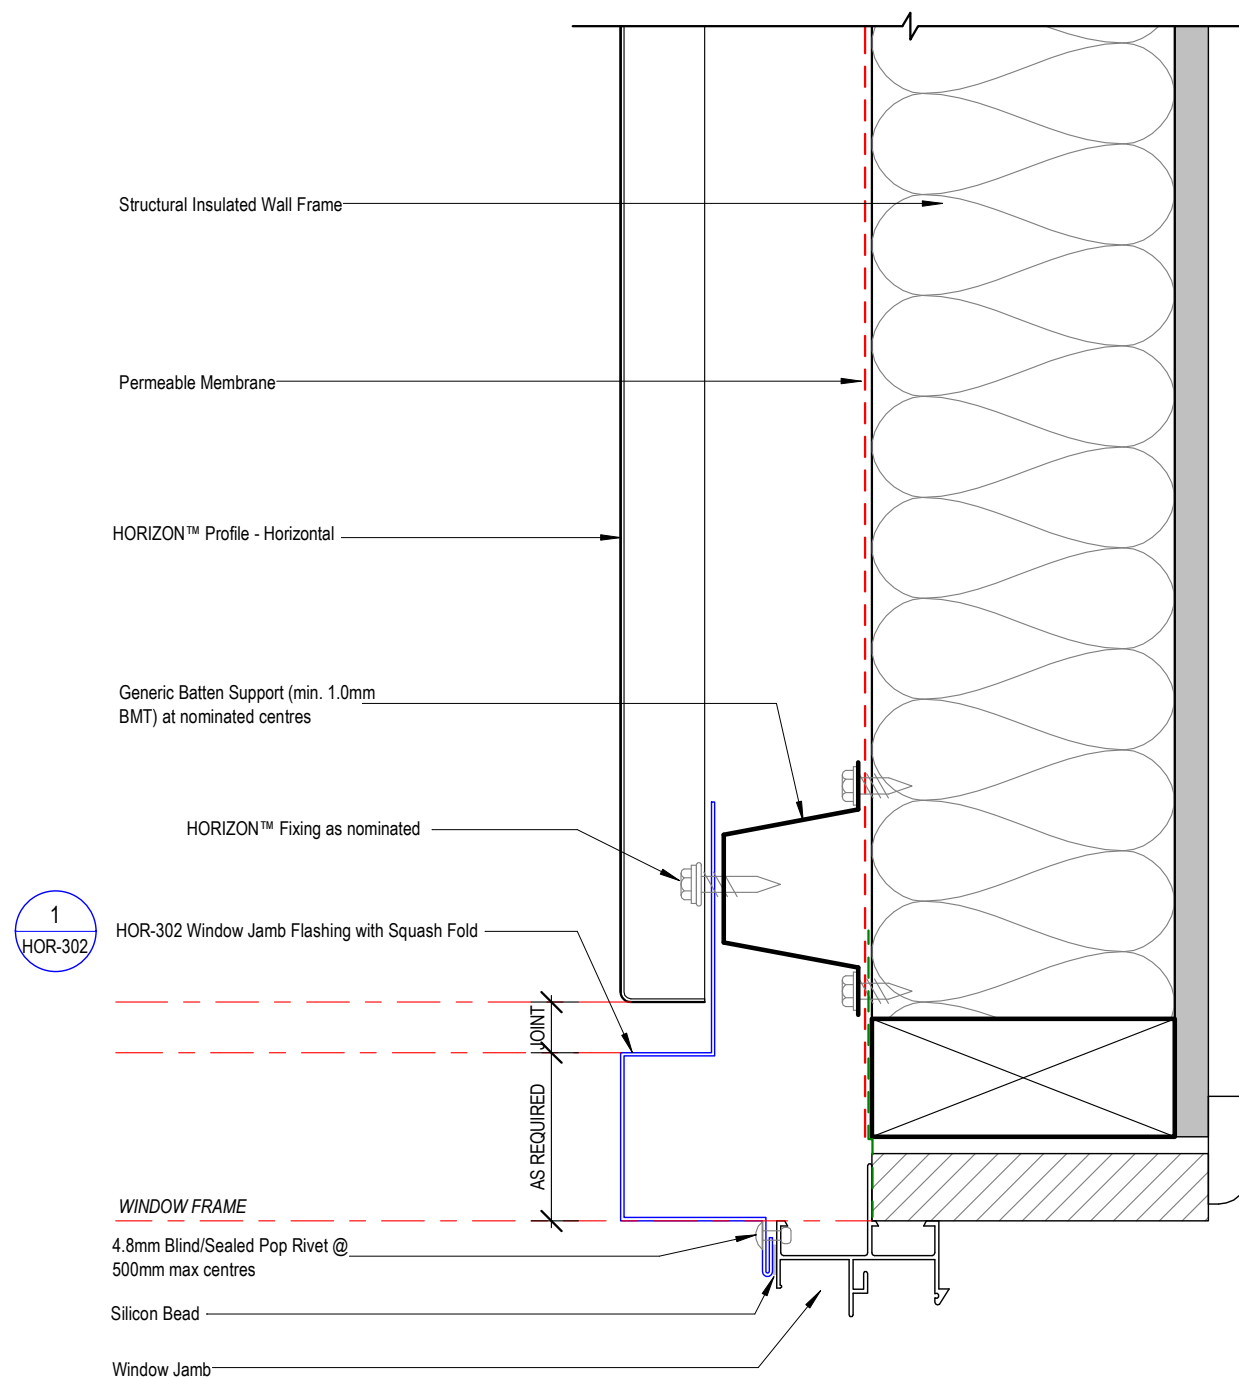 Structural Insulated Wall Frame
Permeable Membrane
HORIZON™ Profile - Horizontal
Generic Batten Support (min. 1.0mm
BMT) at nominated centres
HORIZON™ Fixing as nominated
1
HOR-302
HOR-302 Window Jamb Flashing with Squash Fold
JOINT
AS REQUIRED
WINDOW FRAME
4.8mm Blind/Sealed Pop Rivet @
500mm max centres
Silicon Bead
Window Jamb